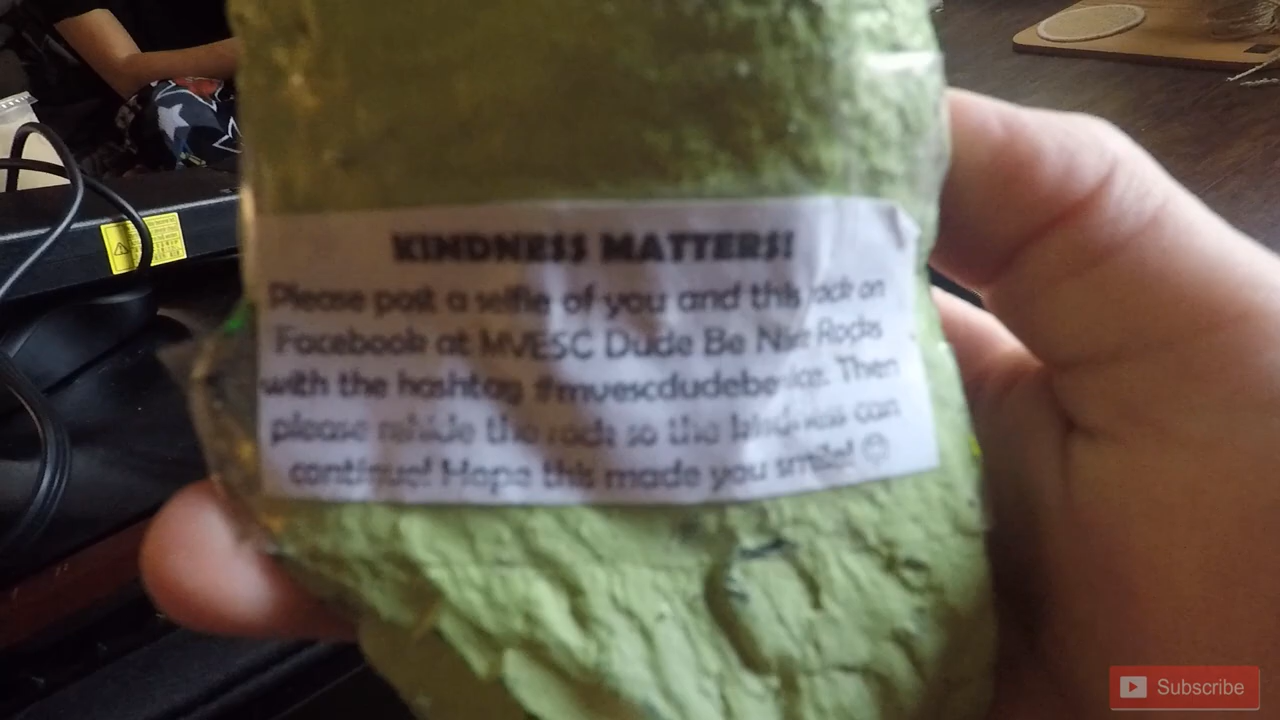 KINDNESS MATTERS!
Please post a selfie of you and this rock on
Facebook at MVESC Dude Be Nice Rocks
with the hashtag #mvescdudebenice. Then
please rehide the rock so the kindness can
continue! Hope this made you smile! ☺
Subscribe